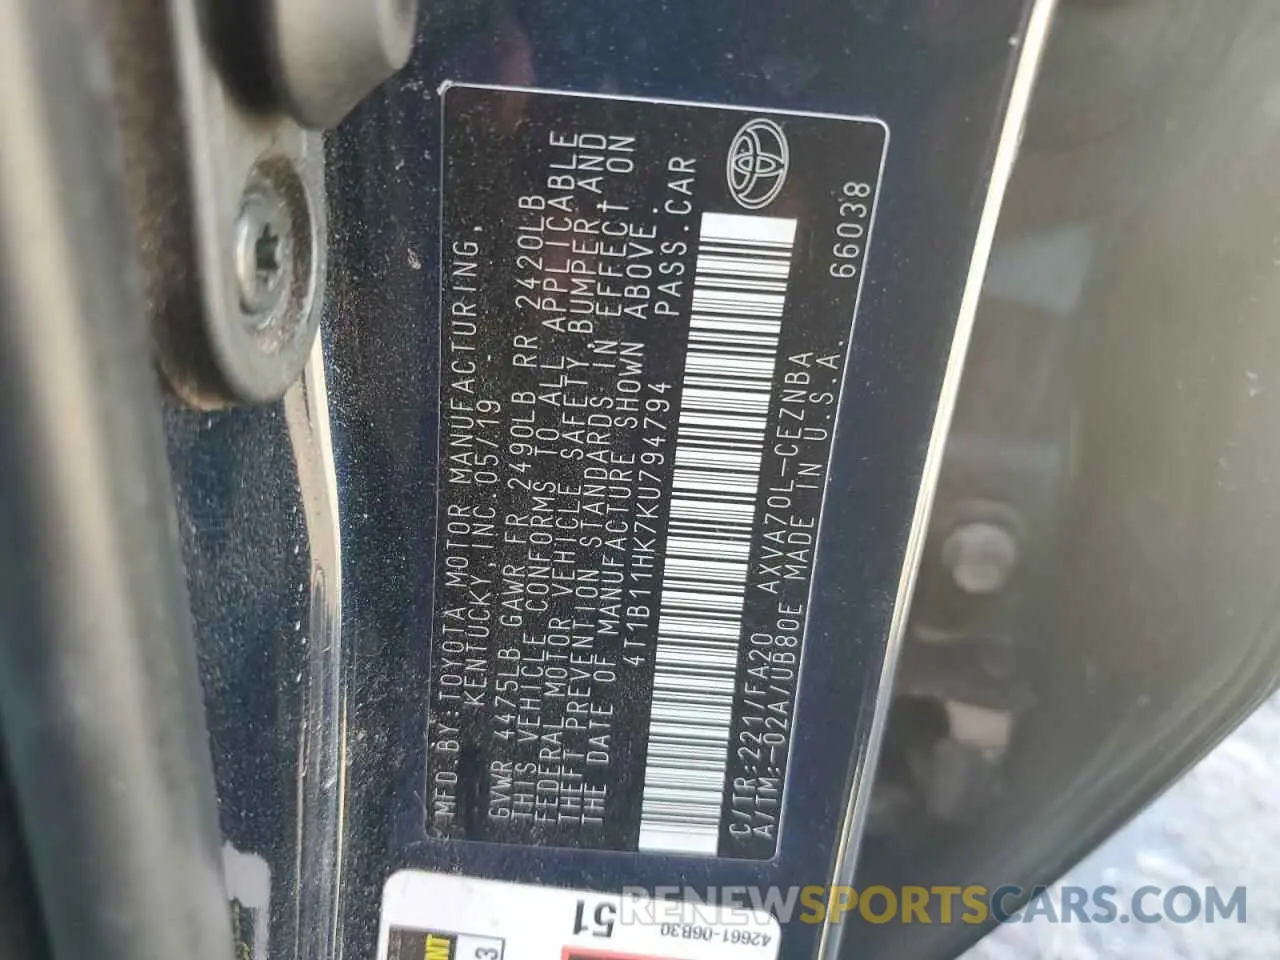 MFD BY:TOYOTA MOTOR MANUFACTURING,
KENTUCKY,INC.05/19.
GVWR 4475LB GAWR FR 2490LB RR 2420LB
THIS VEHICLE CONFORMS TO ALL APPLICABLE
FEDERAL MOTOR VEHICLE SAFETY,BUMPER,AND
THEFT PREVENTION STANDARDS IN EFFECT ON
THE DATE OF MANUFACTURE SHOWN ABOVE.
4T1B11HK7KU794794 PASS.CAR
C/TR:221/FA20 AXVA70L-CEZNBA 66038
A/TM:-02A/UB80E MADE IN U.S.A.
51
42661-06B30
3
RENEWSPORTSCARS.COM